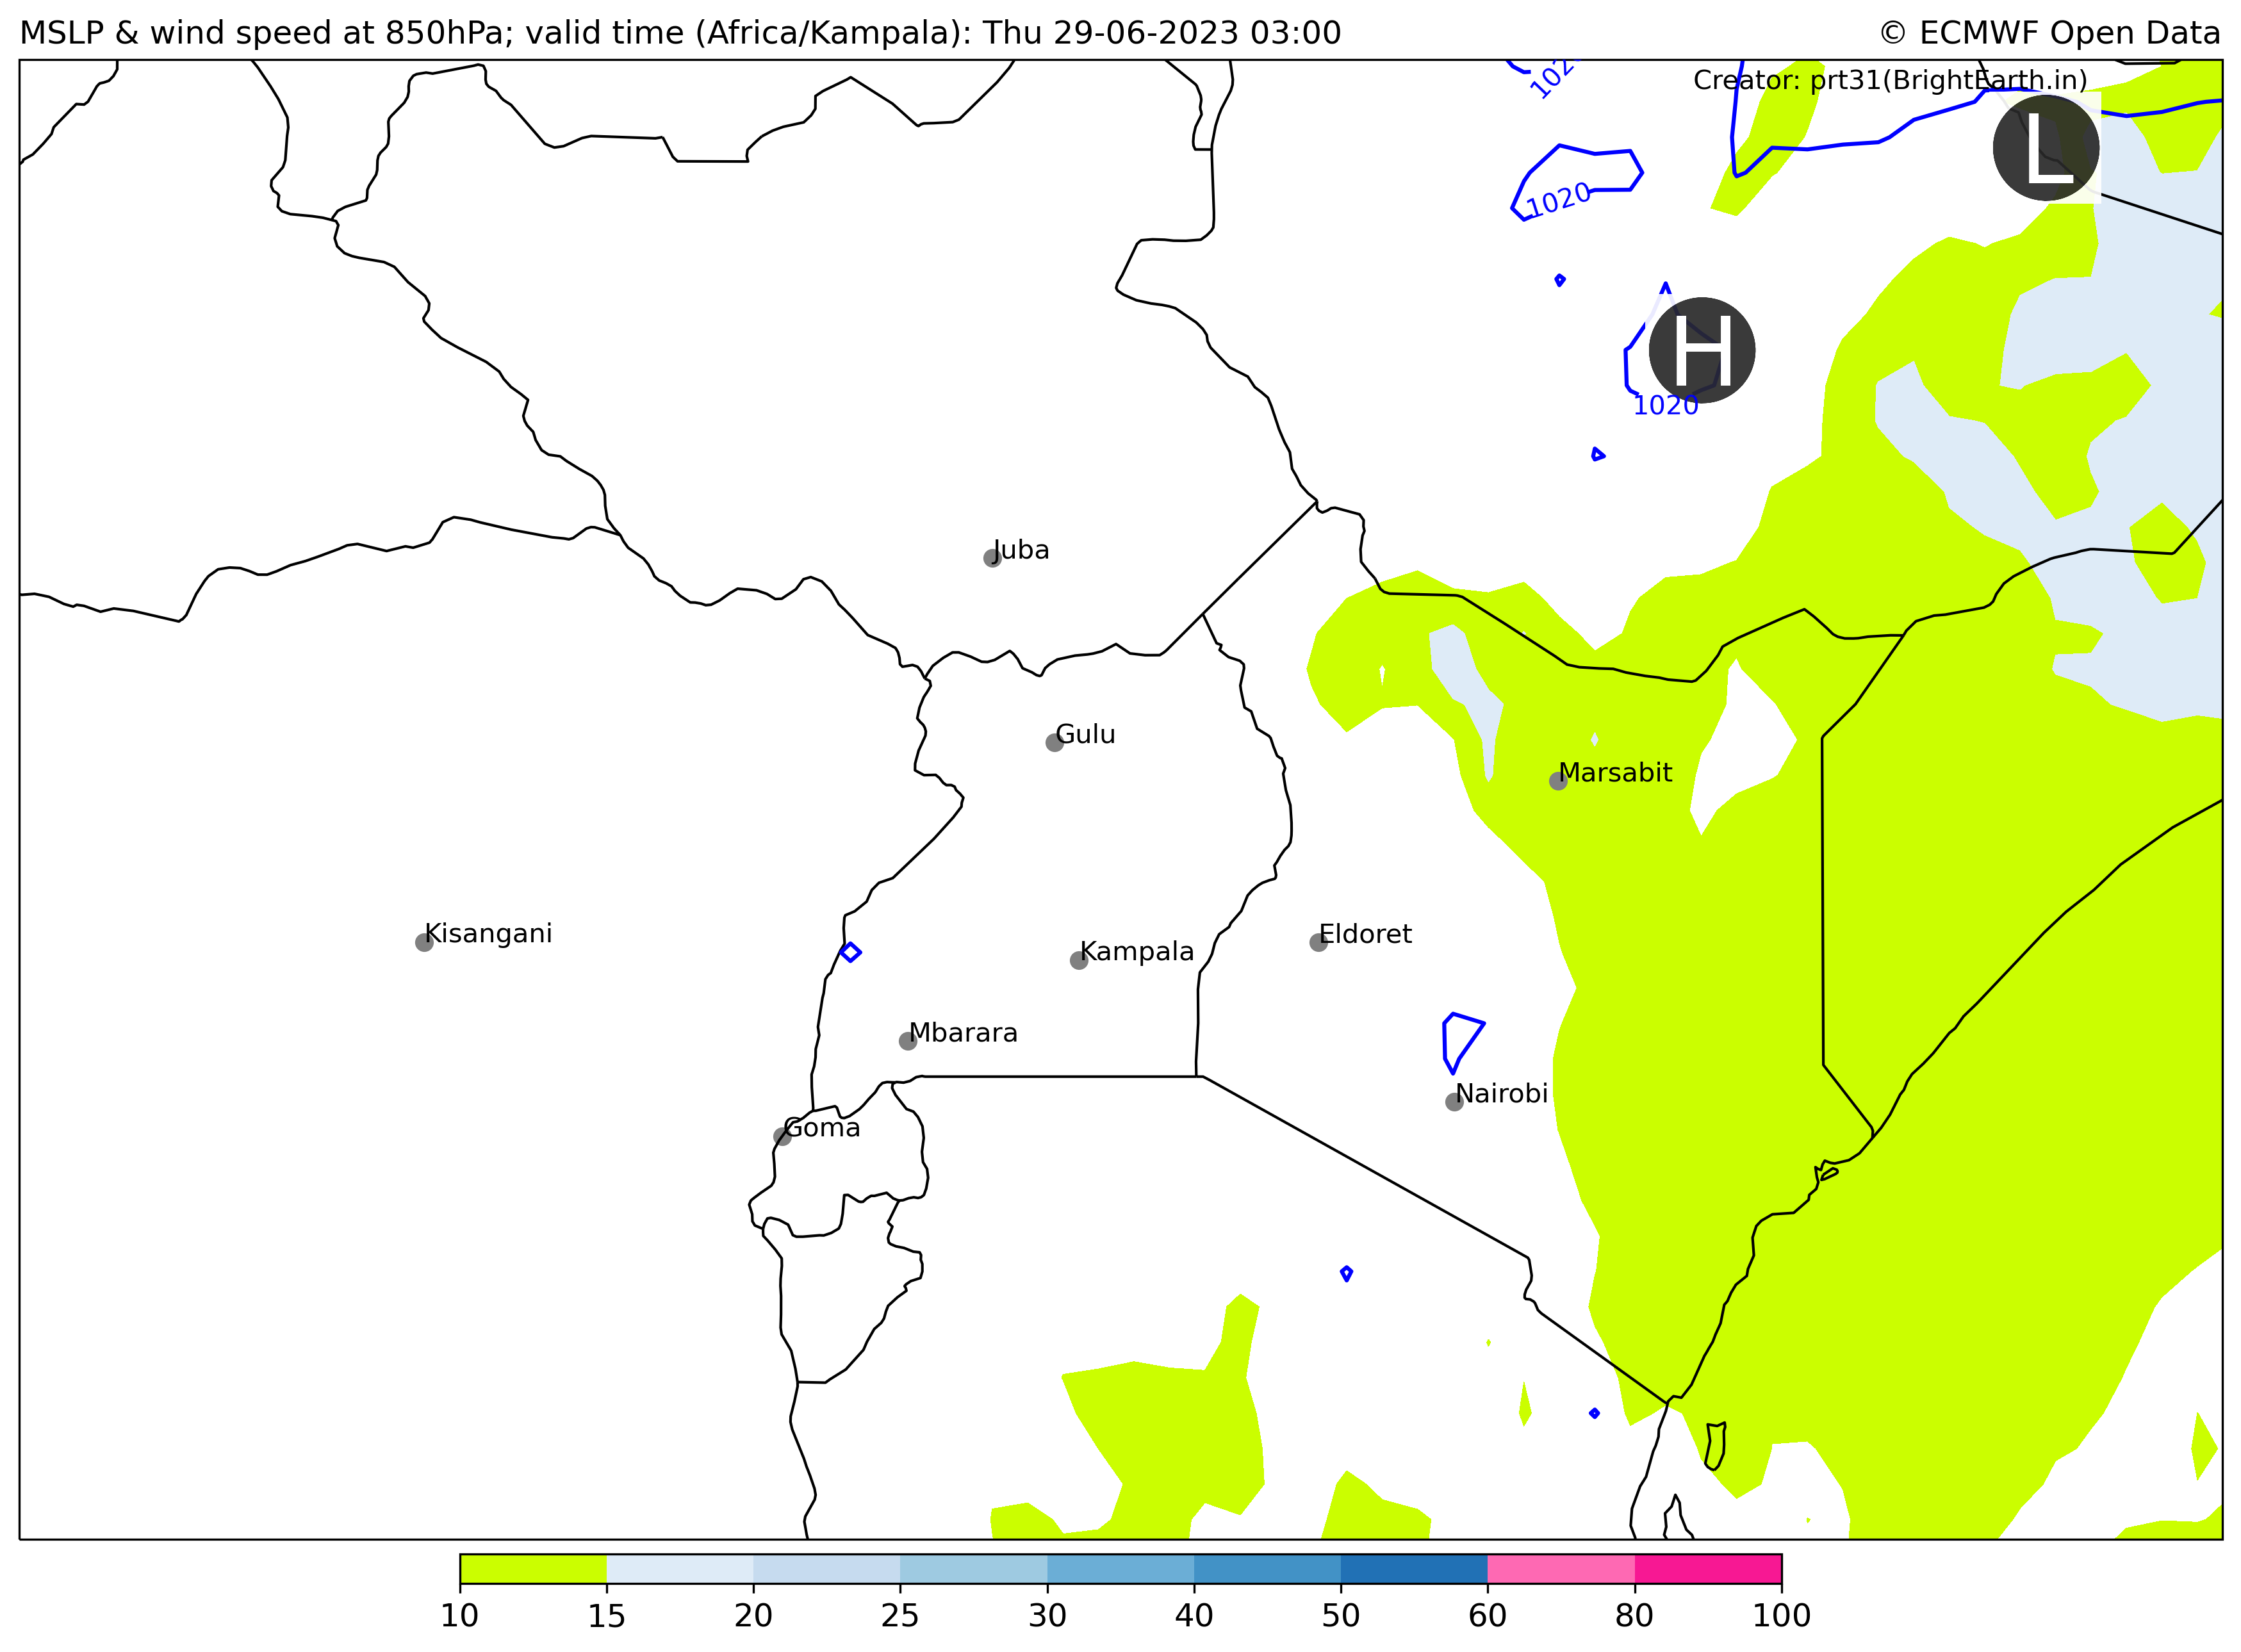 MSLP & wind speed at 850hPa; valid time (Africa/Kampala): Thu 29-06-2023 03:00
© ECMWF Open Data
Creator: prt31(BrightEarth.in)
L
1020
H
1020
Juba
Gulu
Marsabit
Kisangani
Eldoret
Kampala
Mbarara
Nairobi
Goma
10 15 20 25 30 40 50 60 80 100